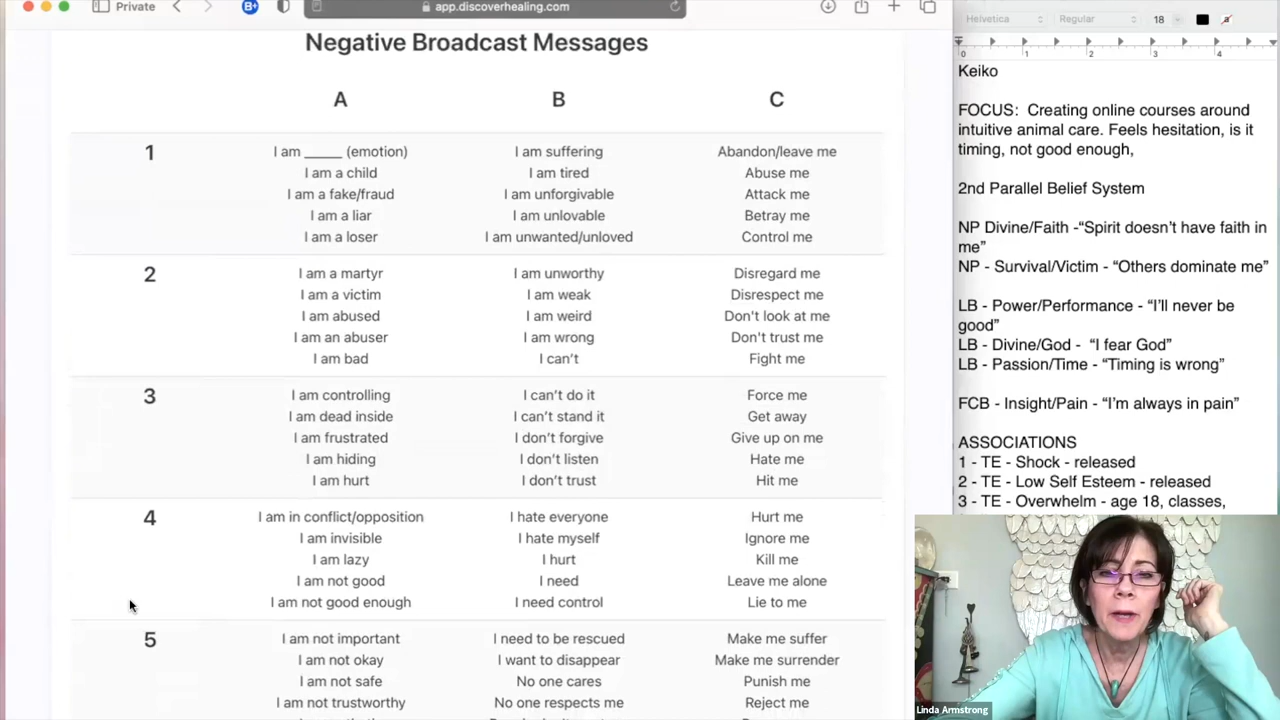 Private
B+
app.discoverhealing.com
Helvetica
Regular
18
0 1 2 3 4
Negative Broadcast Messages
A B C
1
I am _____ (emotion) I am suffering Abandon/leave me
I am a child I am tired Abuse me
I am a fake/fraud I am unforgivable Attack me
I am a liar I am unlovable Betray me
I am a loser I am unwanted/unloved Control me
2
I am a martyr I am unworthy Disregard me
I am a victim I am weak Disrespect me
I am abused I am weird Don't look at me
I am an abuser I am wrong Don't trust me
I am bad I can't Fight me
3
I am controlling I can't do it Force me
I am dead inside I can't stand it Get away
I am frustrated I don't forgive Give up on me
I am hiding I don't listen Hate me
I am hurt I don't trust Hit me
4
I am in conflict/opposition I hate everyone Hurt me
I am invisible I hate myself Ignore me
I am lazy I hurt Kill me
I am not good I need Leave me alone
I am not good enough I need control Lie to me
5
I am not important I need to be rescued Make me suffer
I am not okay I want to disappear Make me surrender
I am not safe No one cares Punish me
I am not trustworthy No one respects me Reject me
Keiko
FOCUS: Creating online courses around
intuitive animal care. Feels hesitation, is it
timing, not good enough,
2nd Parallel Belief System
NP Divine/Faith -“Spirit doesn’t have faith in
me”
NP - Survival/Victim - “Others dominate me”
LB - Power/Performance - “I’ll never be
good”
LB - Divine/God - “I fear God”
LB - Passion/Time - “Timing is wrong”
FCB - Insight/Pain - “I’m always in pain”
ASSOCIATIONS
1 - TE - Shock - released
2 - TE - Low Self Esteem - released
3 - TE - Overwhelm - age 18, classes,
Linda Armstrong